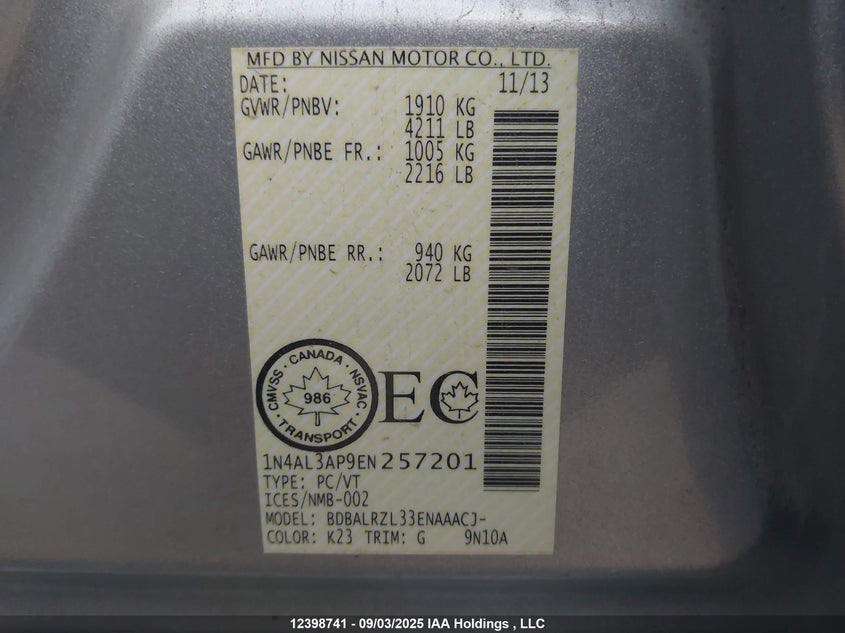 MFD BY NISSAN MOTOR CO., LTD.
DATE: 11/13
GVWR/PNBV: 1910 KG
4211 LB
GAWR/PNBE FR.: 1005 KG
2216 LB
GAWR/PNBE RR.: 940 KG
2072 LB
CMVSS · CANADA · NSVAC · TRANSPORT ·
986
EC
1N4AL3AP9EN257201
TYPE: PC/VT
ICES/NMB-002
MODEL: BDBALRZL33ENAAACJ-
COLOR: K23 TRIM: G 9N10A
12398741 - 09/03/2025 IAA Holdings , LLC